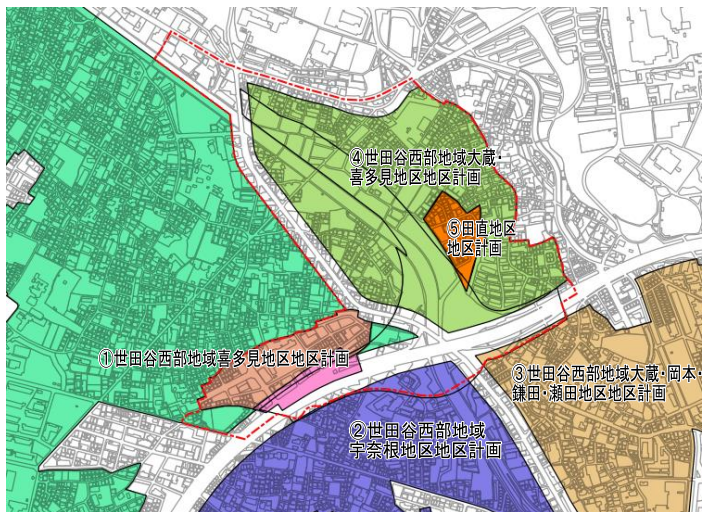 ④世田谷西部地域大蔵・
喜多見地区地区計画
⑤田直地区
地区計画
①世田谷西部地域喜多見地区地区計画
③世田谷西部地域大蔵・岡本・
鎌田・瀬田地区地区計画
②世田谷西部地域
宇奈根地区地区計画